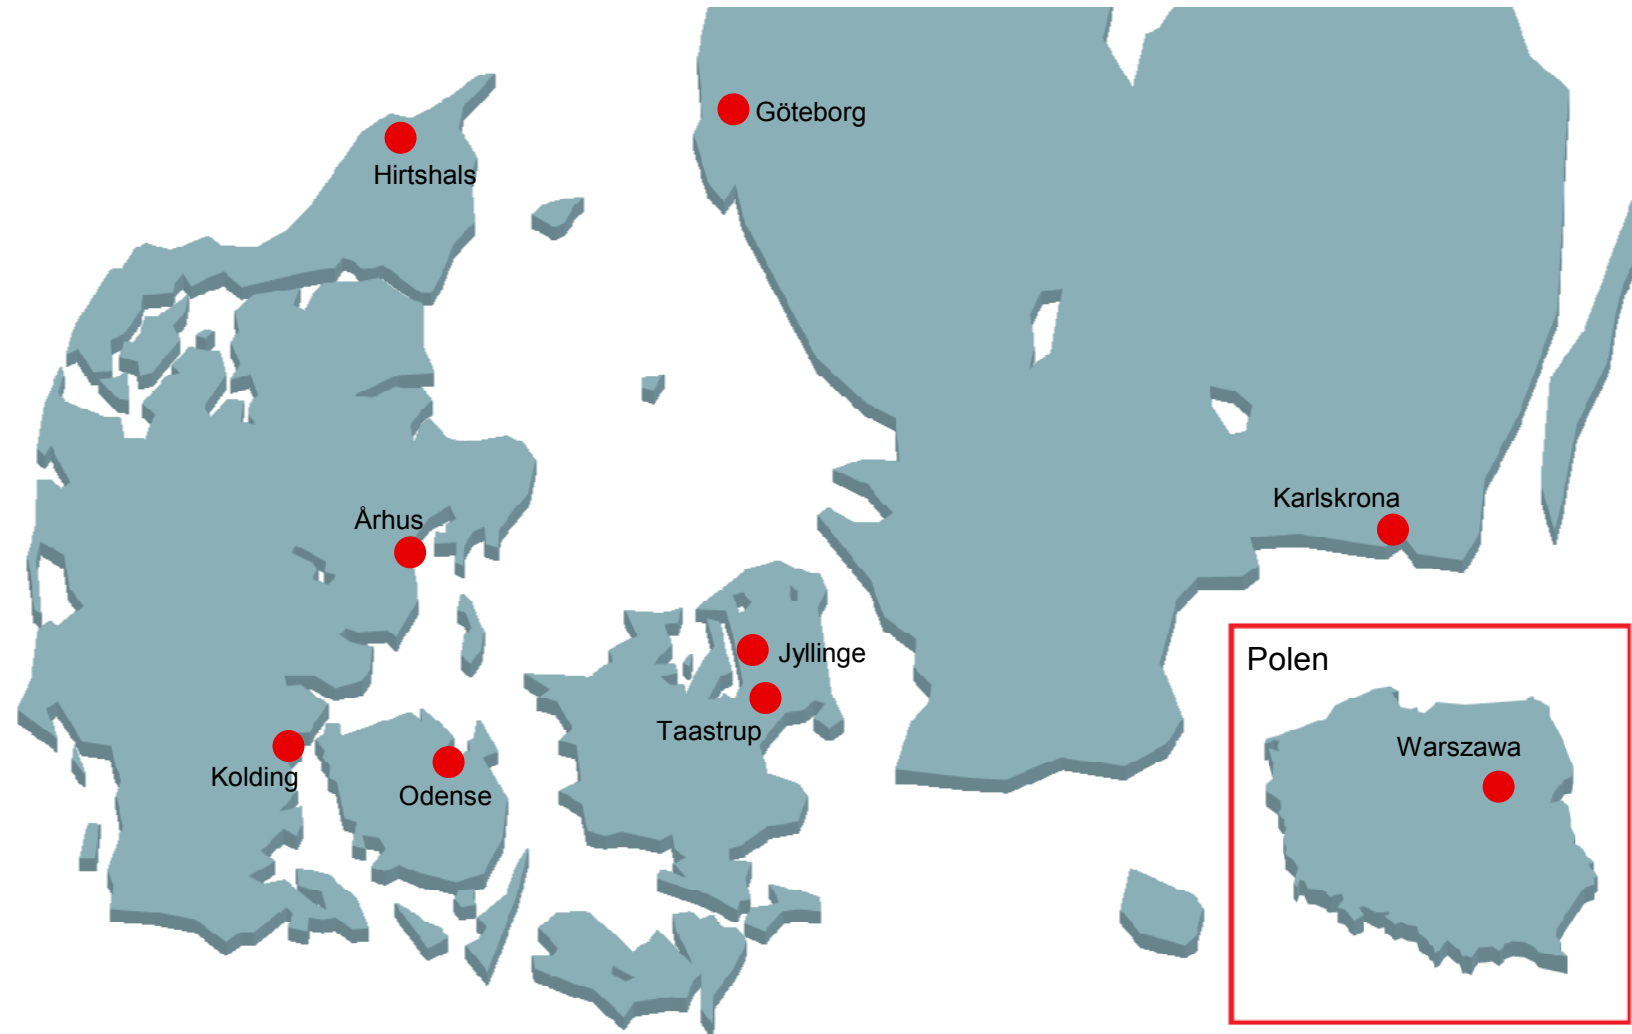 Göteborg
Hirtshals
Karlskrona
Århus
Jyllinge
Polen
Taastrup
Warszawa
Kolding
Odense